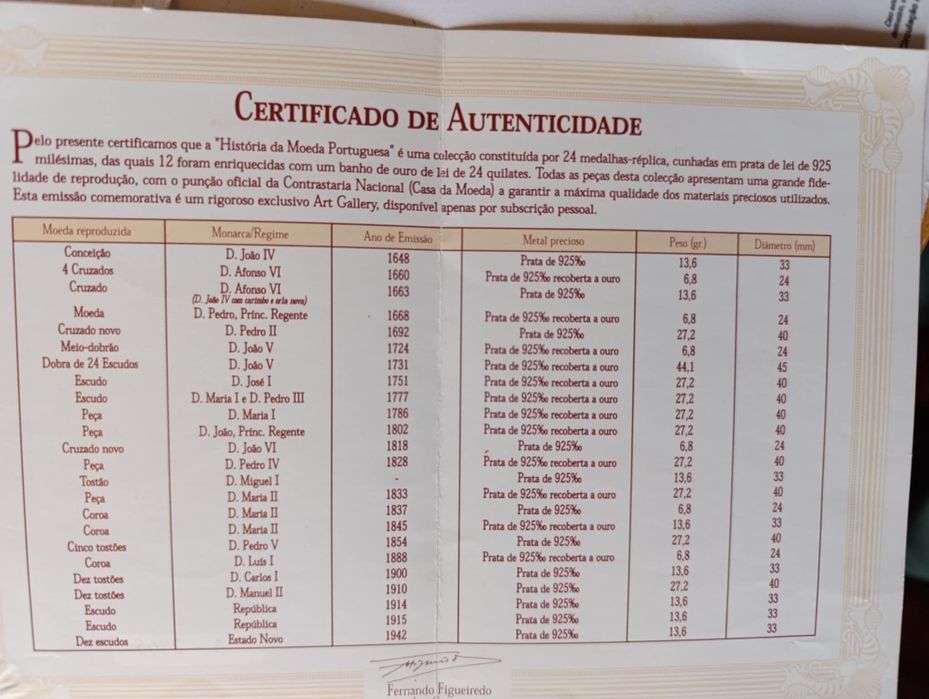 CERTIFICADO DE AUTENTICIDADE
Pelo presente certificamos que a "História da Moeda Portuguesa" é uma colecção constituída por 24 medalhas-réplica, cunhadas em prata de lei de 925
milésimas, das quais 12 foram enriquecidas com um banho de ouro de lei de 24 quilates. Todas as peças desta colecção apresentam uma grande fide-
lidade de reprodução, com o punção oficial da Contrastaria Nacional (Casa da Moeda) a garantir a máxima qualidade dos materiais preciosos utilizados.
Esta emissão comemorativa é um rigoroso exclusivo Art Gallery, disponível apenas por subscrição pessoal.
Moeda reproduzida Monarca/Regime Ano de Emissão Metal precioso Peso (gr.) Diâmetro (mm)
Conceição D. João IV 1648 Prata de 925‰ 13,6 33
4 Cruzados D. Afonso VI 1660 Prata de 925‰ recoberta a ouro 6,8 24
Cruzado D. Afonso VI 1663 Prata de 925‰ 13,6 33
(D. João IV com carimbo e orla nova)
Moeda D. Pedro, Prínc. Regente 1668 Prata de 925‰ recoberta a ouro 6,8 24
Cruzado novo D. Pedro II 1692 Prata de 925‰ 27,2 40
Meio-dobrão D. João V 1724 Prata de 925‰ recoberta a ouro 6,8 24
Dobra de 24 Escudos D. João V 1731 Prata de 925‰ recoberta a ouro 44,1 45
Escudo D. José I 1751 Prata de 925‰ recoberta a ouro 27,2 40
Escudo D. Maria I e D. Pedro III 1777 Prata de 925‰ recoberta a ouro 27,2 40
Peça D. Maria I 1786 Prata de 925‰ recoberta a ouro 27,2 40
Peça D. João, Prínc. Regente 1802 Prata de 925‰ recoberta a ouro 27,2 40
Cruzado novo D. João VI 1818 Prata de 925‰ 6,8 24
Peça D. Pedro IV 1828 Prata de 925‰ recoberta a ouro 27,2 40
Tostão D. Miguel I - Prata de 925‰ 13,6 33
Peça D. Maria II 1833 Prata de 925‰ recoberta a ouro 27,2 40
Coroa D. Maria II 1837 Prata de 925‰ 6,8 24
Coroa D. Maria II 1845 Prata de 925‰ recoberta a ouro 13,6 33
Cinco tostões D. Pedro V 1854 Prata de 925‰ 27,2 40
Coroa D. Luís I 1888 Prata de 925‰ recoberta a ouro 6,8 24
Dez tostões D. Carlos I 1900 Prata de 925‰ 13,6 33
Dez tostões D. Manuel II 1910 Prata de 925‰ 27,2 40
Escudo República 1914 Prata de 925‰ 13,6 33
Escudo República 1915 Prata de 925‰ 13,6 33
Dez escudos Estado Novo 1942 Prata de 925‰ 13,6 33
Fernando Figueiredo